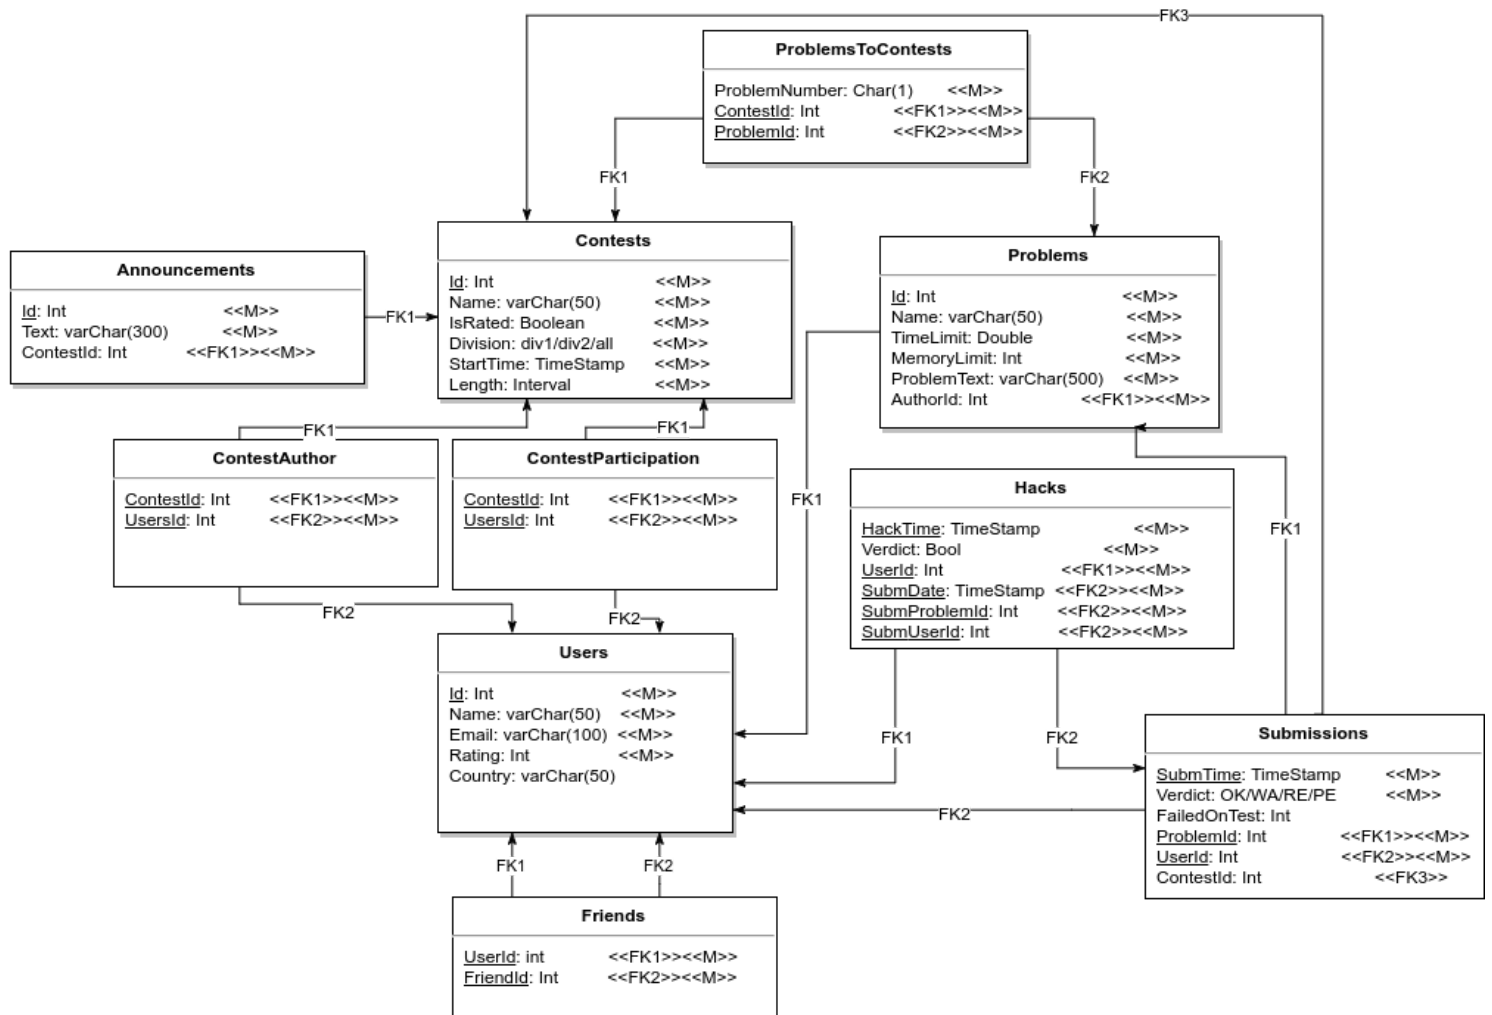 FK3
ProblemsToContests
ProblemNumber: Char(1) <<M>>
ContestId: Int <<FK1>><<M>>
ProblemId: Int <<FK2>><<M>>
FK1
FK2
Contests
Id: Int <<M>>
Name: varChar(50) <<M>>
IsRated: Boolean <<M>>
Division: div1/div2/all <<M>>
StartTime: TimeStamp <<M>>
Length: Interval <<M>>
Problems
Id: Int <<M>>
Name: varChar(50) <<M>>
TimeLimit: Double <<M>>
MemoryLimit: Int <<M>>
ProblemText: varChar(500) <<M>>
AuthorId: Int <<FK1>><<M>>
Announcements
Id: Int <<M>>
Text: varChar(300) <<M>>
ContestId: Int <<FK1>><<M>>
FK1
FK1
FK1
ContestAuthor
ContestId: Int <<FK1>><<M>>
UsersId: Int <<FK2>><<M>>
ContestParticipation
ContestId: Int <<FK1>><<M>>
UsersId: Int <<FK2>><<M>>
FK1
Hacks
HackTime: TimeStamp <<M>>
Verdict: Bool <<M>>
UserId: Int <<FK1>><<M>>
SubmDate: TimeStamp <<FK2>><<M>>
SubmProblemId: Int <<FK2>><<M>>
SubmUserId: Int <<FK2>><<M>>
FK1
FK2
FK2
Users
Id: Int <<M>>
Name: varChar(50) <<M>>
Email: varChar(100) <<M>>
Rating: Int <<M>>
Country: varChar(50)
FK1
FK2
Submissions
SubmTime: TimeStamp <<M>>
Verdict: OK/WA/RE/PE <<M>>
FailedOnTest: Int
ProblemId: Int <<FK1>><<M>>
UserId: Int <<FK2>><<M>>
ContestId: Int <<FK3>>
FK2
FK1
FK2
Friends
UserId: int <<FK1>><<M>>
FriendId: Int <<FK2>><<M>>